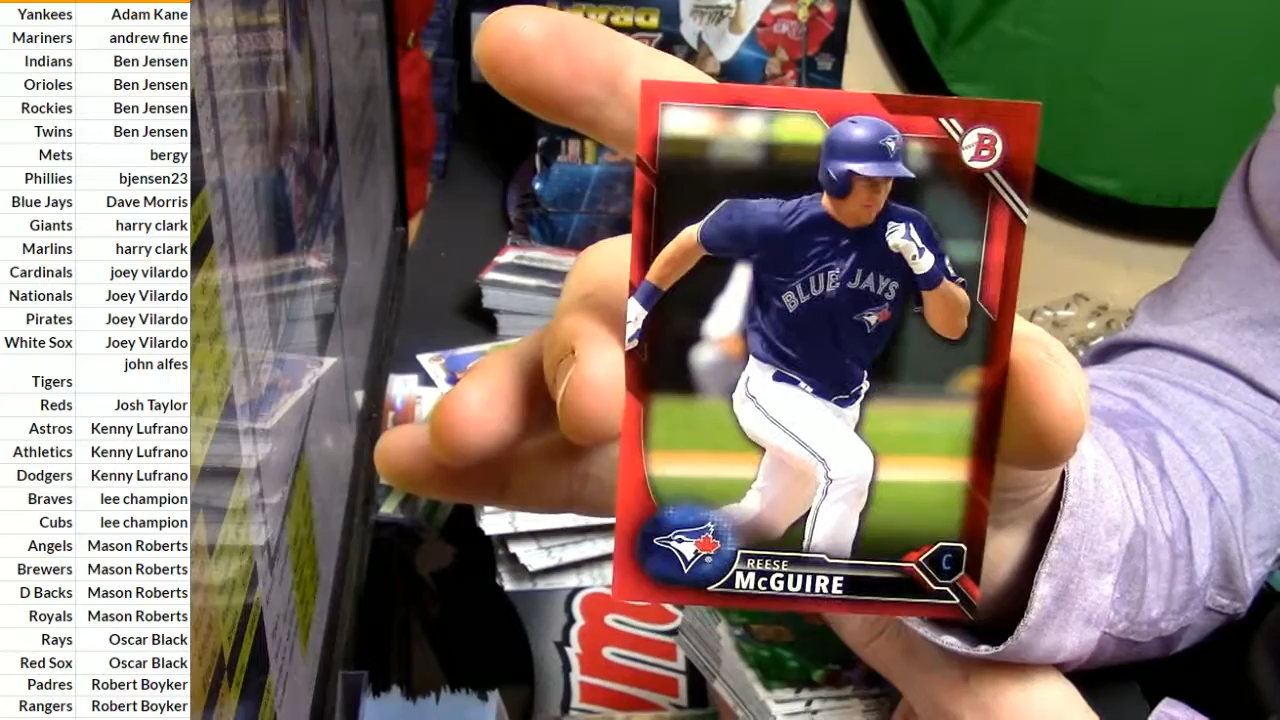 Yankees Adam Kane
Mariners andrew fine
Indians Ben Jensen
Orioles Ben Jensen
Rockies Ben Jensen
Twins Ben Jensen
Mets bergy
Phillies bjensen23
Blue Jays Dave Morris
Giants harry clark
Marlins harry clark
Cardinals joey vilardo
Nationals Joey Vilardo
Pirates Joey Vilardo
White Sox Joey Vilardo
Tigers john alfes
Reds Josh Taylor
Astros Kenny Lufrano
Athletics Kenny Lufrano
Dodgers Kenny Lufrano
Braves lee champion
Cubs lee champion
Angels Mason Roberts
Brewers Mason Roberts
D Backs Mason Roberts
Royals Mason Roberts
Rays Oscar Black
Red Sox Oscar Black
Padres Robert Boyker
Rangers Robert Boyker
DRAFT
B
BLUE JAYS
C
REESE
McGUIRE